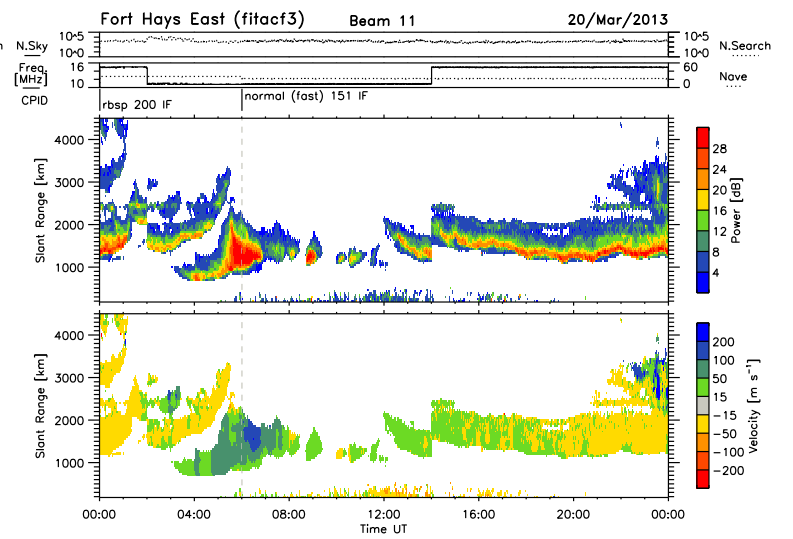 Fort Hays East (fitacf3) Beam 11 20/Mar/2013
n N.Sky 10^5 10^5 N.Search
10^0 10^0
Freq. 16 60 Nave
[MHz] 10 0
CPID rbsp 200 IF normal (fast) 151 IF
Slant Range [km]
4000
3000
2000
1000
28
24
20
16
12
8
4
Power [dB]
Slant Range [km]
4000
3000
2000
1000
200
100
50
15
-15
-50
-100
-200
Velocity [m s⁻¹]
00:00 04:00 08:00 12:00 16:00 20:00 00:00
Time UT